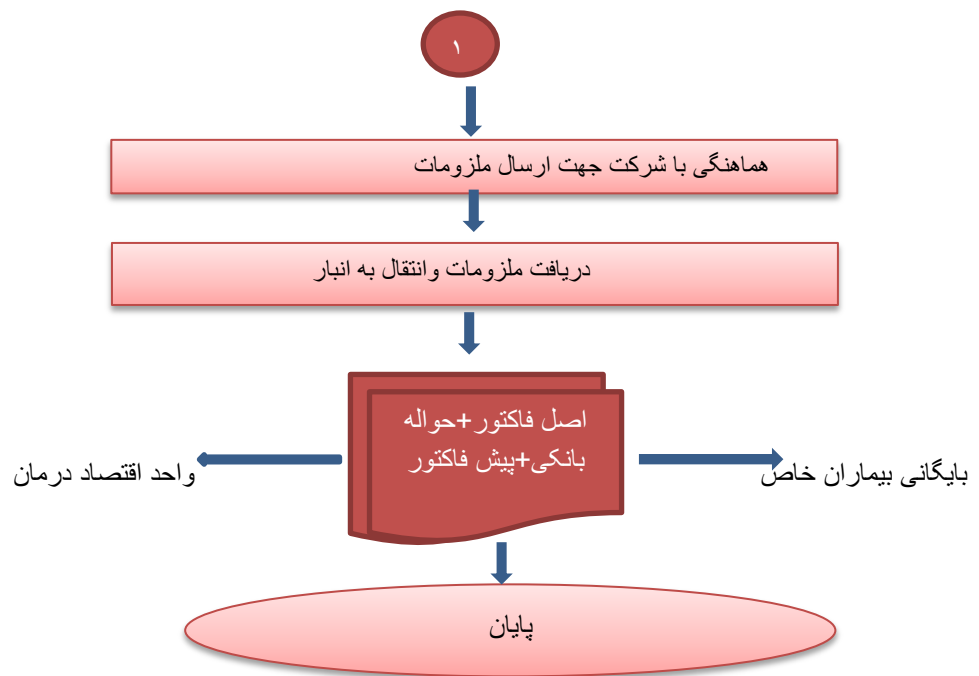 ۱
هماهنگی با شرکت جهت ارسال ملزومات
دریافت ملزومات وانتقال به انبار
اصل فاکتور+حواله
بانکی+پیش فاکتور
بایگانی بیماران خاص
واحد اقتصاد درمان
پایان